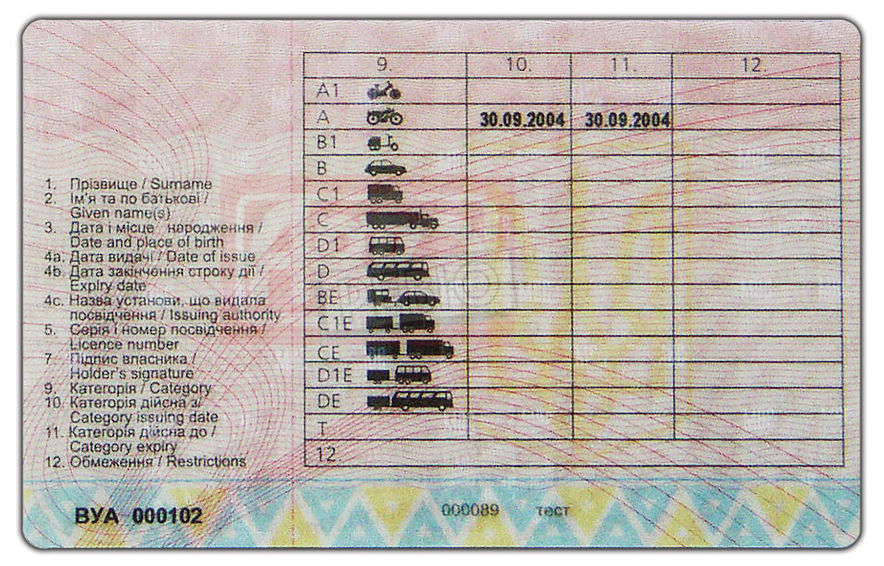 9. 10. 11. 12.
A1
A 30.09.2004 30.09.2004
B1
B
C1
C
D1
D
BE
C1E
CE
D1E
DE
T
12
1. Прізвище / Surname
2. Ім'я та по батькові /
Given name(s)
3. Дата і місце народження /
Date and place of birth
4a. Дата видачі / Date of issue
4b. Дата закінчення строку дії /
Expiry date
4c. Назва установи, що видала
посвідчення / Issuing authority
5. Серія і номер посвідчення /
Licence number
7. Підпис власника /
Holder's signature
9. Категорія / Category
10. Категорія дійсна з/
Category issuing date
11. Категорія дійсна до /
Category expiry
12. Обмеження / Restrictions
ВУА 000102
000089 тест